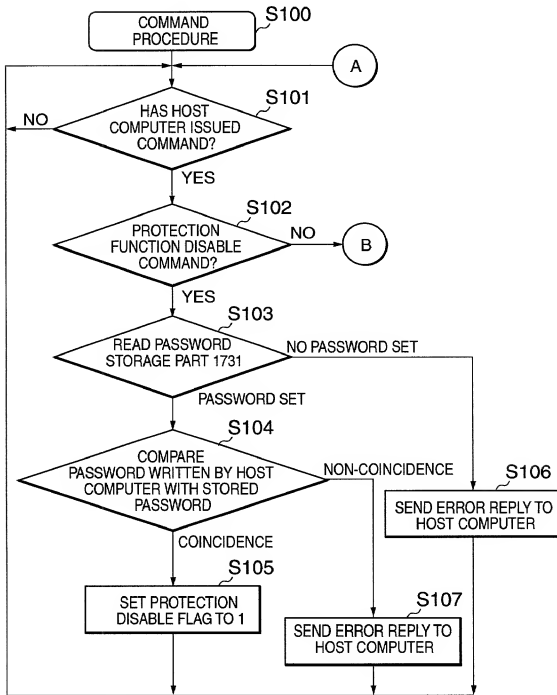 S100
COMMAND
PROCEDURE
A
S101
HAS HOST
COMPUTER ISSUED
COMMAND?
NO
YES
S102
PROTECTION
FUNCTION DISABLE
COMMAND?
NO
B
YES
S103
READ PASSWORD
STORAGE PART 1731
NO PASSWORD SET
PASSWORD SET
S104
COMPARE
PASSWORD WRITTEN BY HOST
COMPUTER WITH STORED
PASSWORD
NON-COINCIDENCE
S106
SEND ERROR REPLY TO
HOST COMPUTER
COINCIDENCE
S105
SET PROTECTION
DISABLE FLAG TO 1
S107
SEND ERROR REPLY TO
HOST COMPUTER